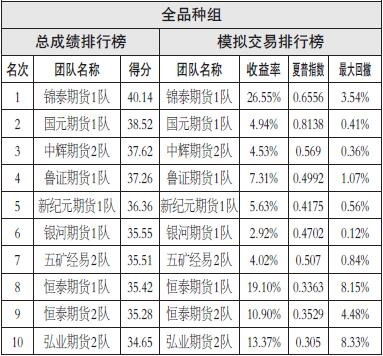 全品种组
总成绩排行榜 模拟交易排行榜
名次 团队名称 得分 团队名称 收益率 夏普指数 最大回撤
1 锦泰期货1队 40.14 锦泰期货1队 26.55% 0.6556 3.54%
2 国元期货1队 38.52 国元期货1队 4.94% 0.8138 0.41%
3 中辉期货2队 37.62 中辉期货2队 4.53% 0.569 0.36%
4 鲁证期货1队 37.26 鲁证期货1队 7.31% 0.4992 1.07%
5 新纪元期货1队 36.36 新纪元期货1队 5.63% 0.4175 0.56%
6 银河期货1队 35.55 银河期货1队 2.92% 0.4702 0.12%
7 五矿经易2队 35.51 五矿经易2队 4.02% 0.507 0.84%
8 恒泰期货1队 35.42 恒泰期货1队 19.10% 0.3363 8.15%
9 恒泰期货2队 35.28 恒泰期货2队 10.90% 0.3529 4.48%
10 弘业期货2队 34.65 弘业期货2队 13.37% 0.305 8.33%